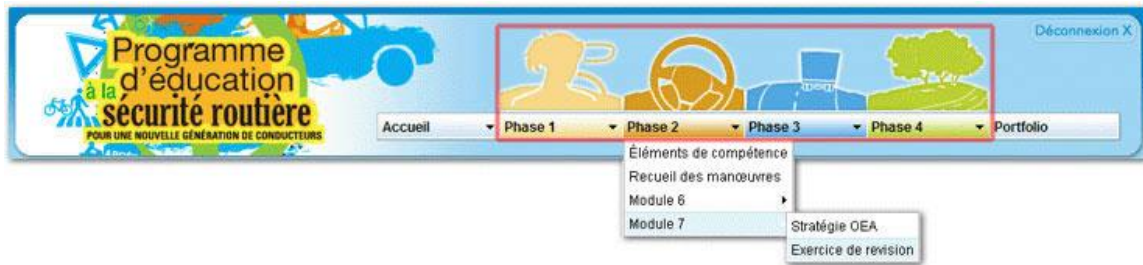 Déconnexion X
Programme
d'éducation
à la
sécurité routière
POUR UNE NOUVELLE GÉNÉRATION DE CONDUCTEURS
Accueil Phase 1 Phase 2 Phase 3 Phase 4 Portfolio
Éléments de compétence
Recueil des manœuvres
Module 6
Module 7
Stratégie OEA
Exercice de revision